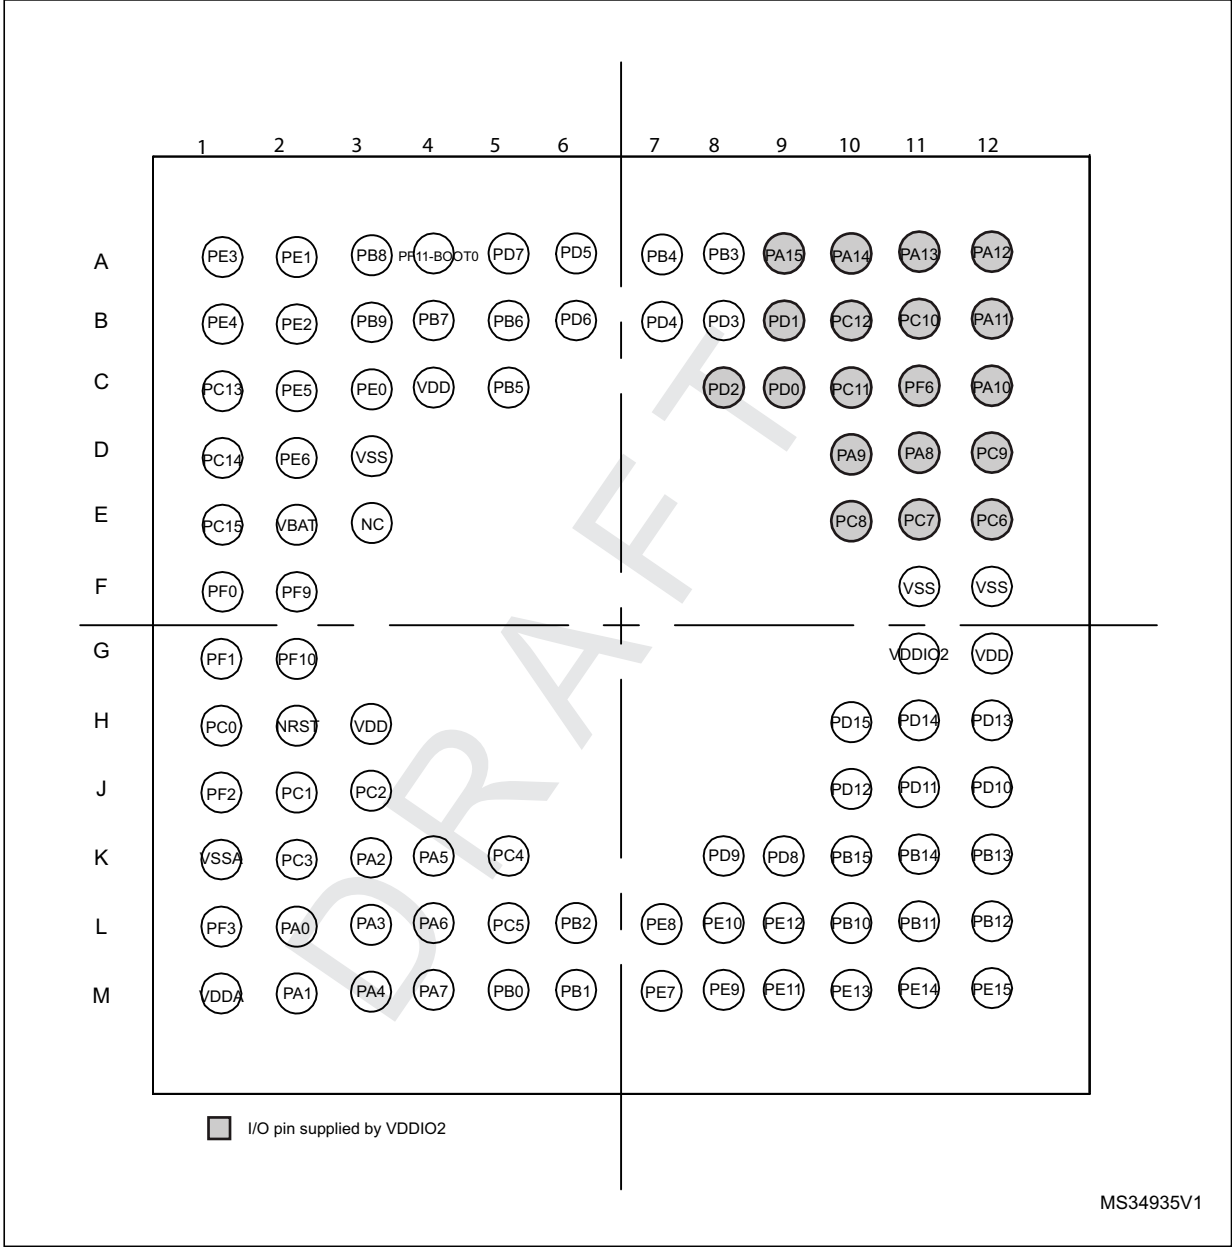 1 2 3 4 5 6 7 8 9 10 11 12
A PE3 PE1 PB8 PF11-BOOT0 PD7 PD5 PB4 PB3 PA15 PA14 PA13 PA12
B PE4 PE2 PB9 PB7 PB6 PD6 PD4 PD3 PD1 PC12 PC10 PA11
C PC13 PE5 PE0 VDD PB5 PD2 PD0 PC11 PF6 PA10
D PC14 PE6 VSS PA9 PA8 PC9
E PC15 VBAT NC PC8 PC7 PC6
F PF0 PF9 VSS VSS
G PF1 PF10 VDDIO2 VDD
H PC0 NRST VDD PD15 PD14 PD13
J PF2 PC1 PC2 PD12 PD11 PD10
K VSSA PC3 PA2 PA5 PC4 PD9 PD8 PB15 PB14 PB13
L PF3 PA0 PA3 PA6 PC5 PB2 PE8 PE10 PE12 PB10 PB11 PB12
M VDDA PA1 PA4 PA7 PB0 PB1 PE7 PE9 PE11 PE13 PE14 PE15
DRAFT
I/O pin supplied by VDDIO2
MS34935V1